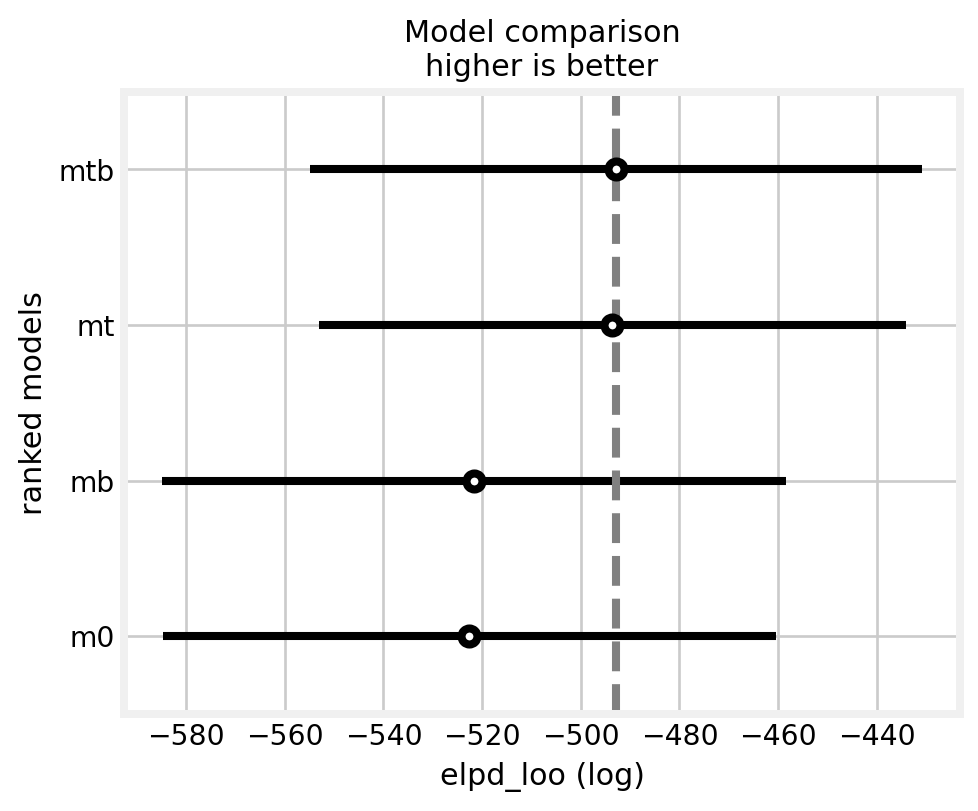 Model comparison
higher is better
mtb
mt
mb
m0
ranked models
−580 −560 −540 −520 −500 −480 −460 −440
elpd_loo (log)